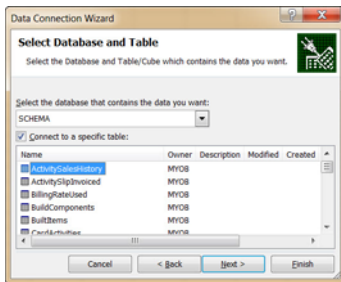 Data Connection Wizard
Select Database and Table
Select the Database and Table/Cube which contains the data you want.
Select the database that contains the data you want:
SCHEMA
Connect to a specific table:
Name Owner Description Modified Created
ActivitySalesHistory MYOB
ActivitySlipInvoiced MYOB
BillingRateUsed MYOB
BuildComponents MYOB
BuiltItems MYOB
CardActivities MYOB
Cancel < Back Next > Finish